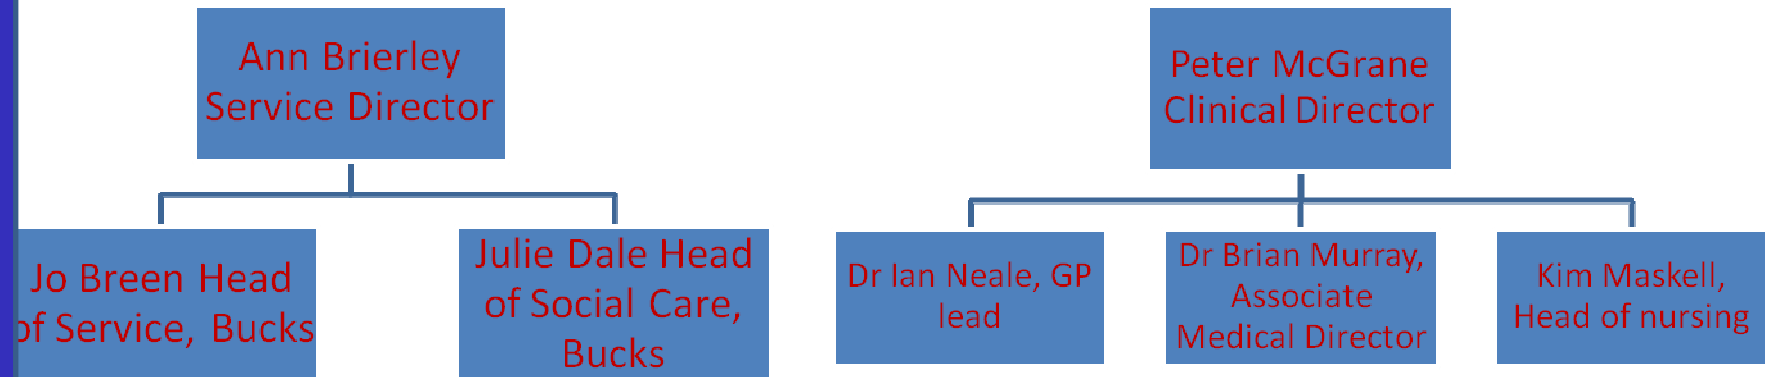 Ann Brierley
Service Director
Peter McGrane
Clinical Director
Jo Breen Head
of Service, Bucks
Julie Dale Head
of Social Care,
Bucks
Dr Ian Neale, GP
lead
Dr Brian Murray,
Associate
Medical Director
Kim Maskell,
Head of nursing